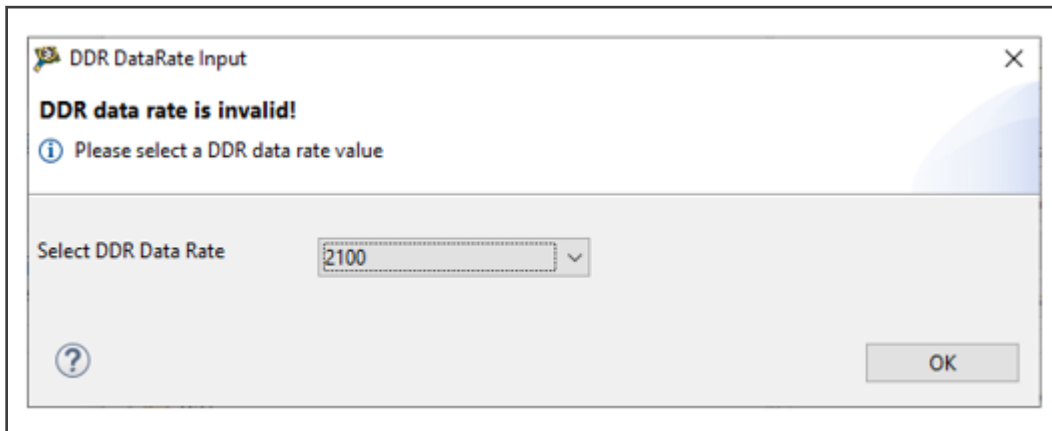 DDR DataRate Input
DDR data rate is invalid!
Please select a DDR data rate value
Select DDR Data Rate
2100
OK